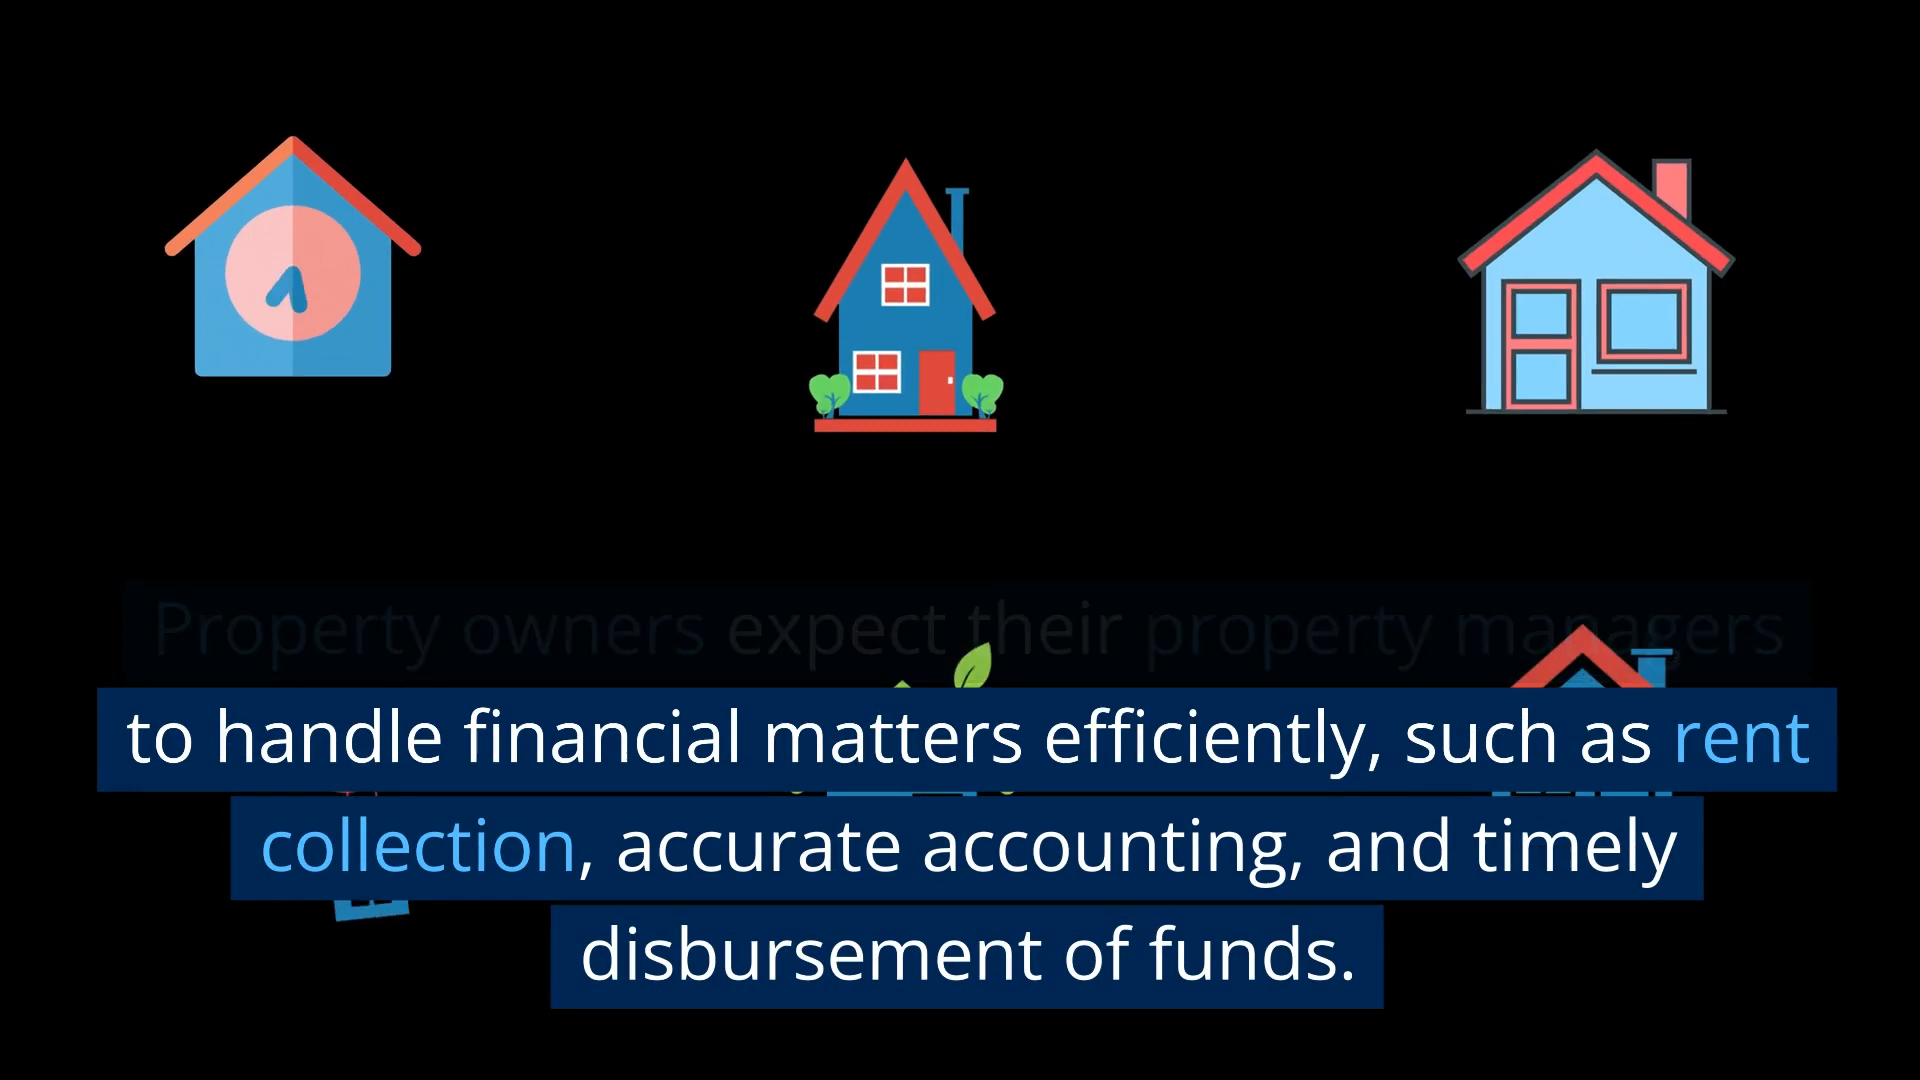 Property owners expect their property managers
to handle financial matters efficiently, such as rent
collection, accurate accounting, and timely
disbursement of funds.